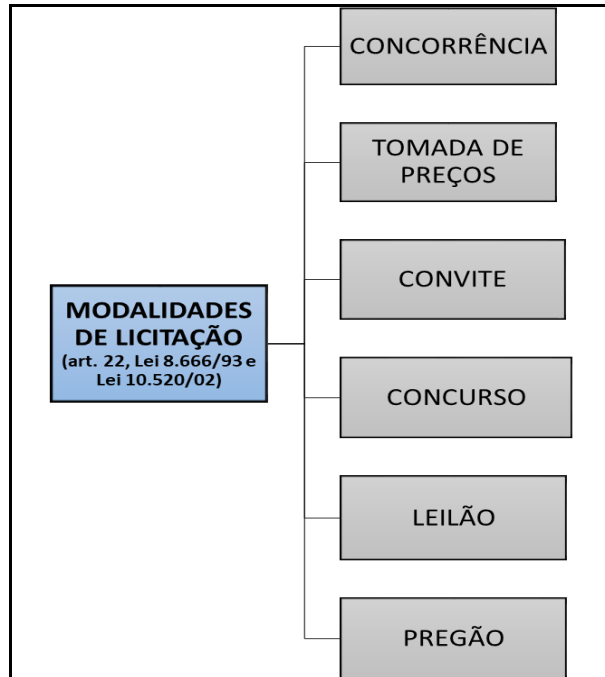 CONCORRÊNCIA
TOMADA DE
PREÇOS
CONVITE
MODALIDADES
DE LICITAÇÃO
(art. 22, Lei 8.666/93 e
Lei 10.520/02)
CONCURSO
LEILÃO
PREGÃO